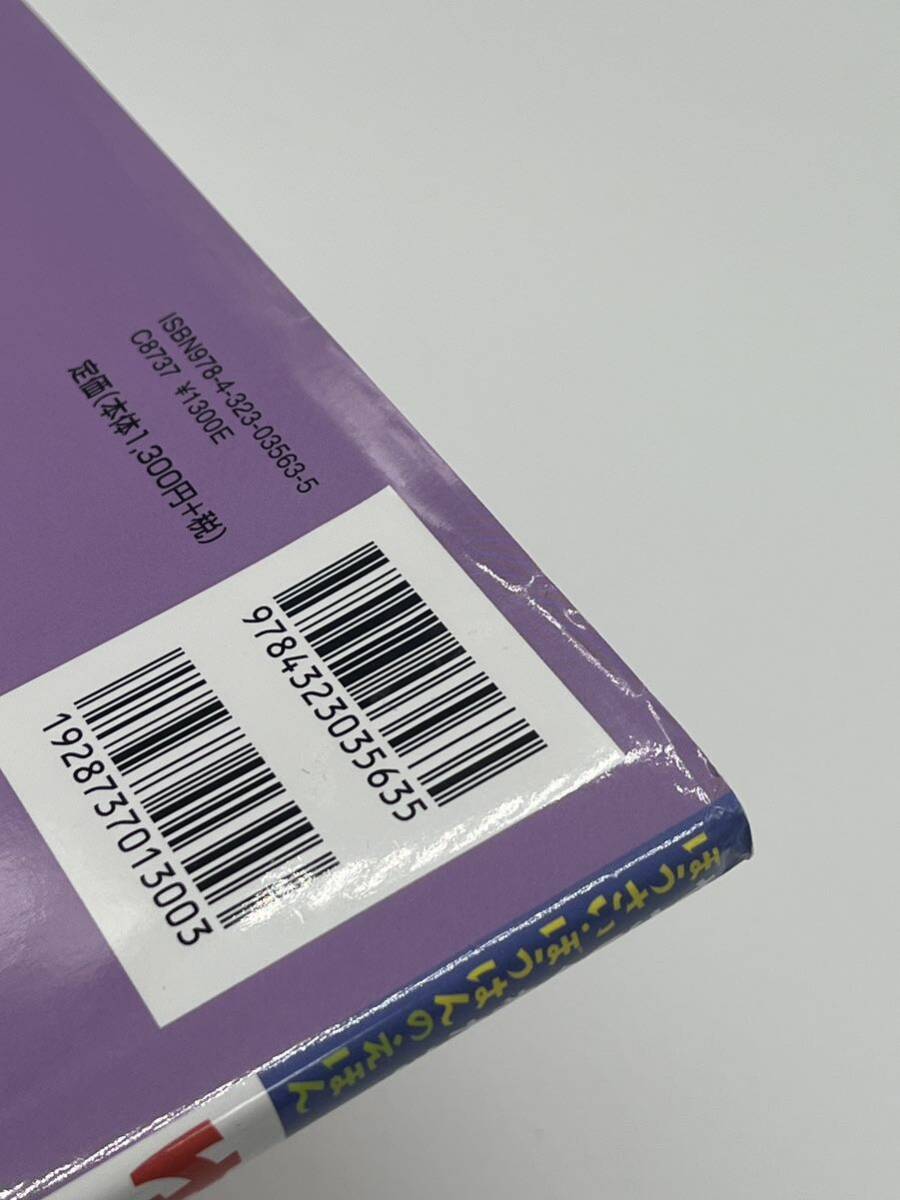 ISBN978-4-323-03563-5
C8737 ¥1300E
定価(本体1,300円+税)
9784323035635
1928737013003
ぼうさい・ぼうはんのえほん